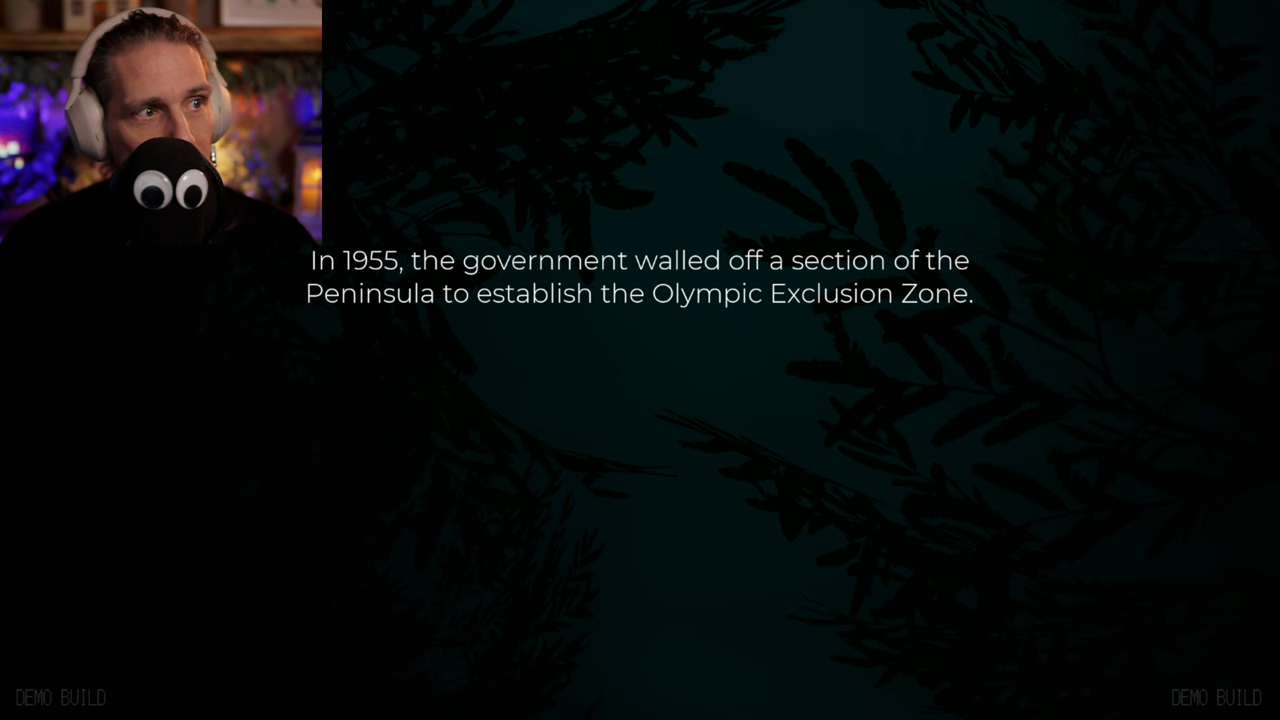 In 1955, the government walled off a section of the
Peninsula to establish the Olympic Exclusion Zone.
DEMO BUILD
DEMO BUILD